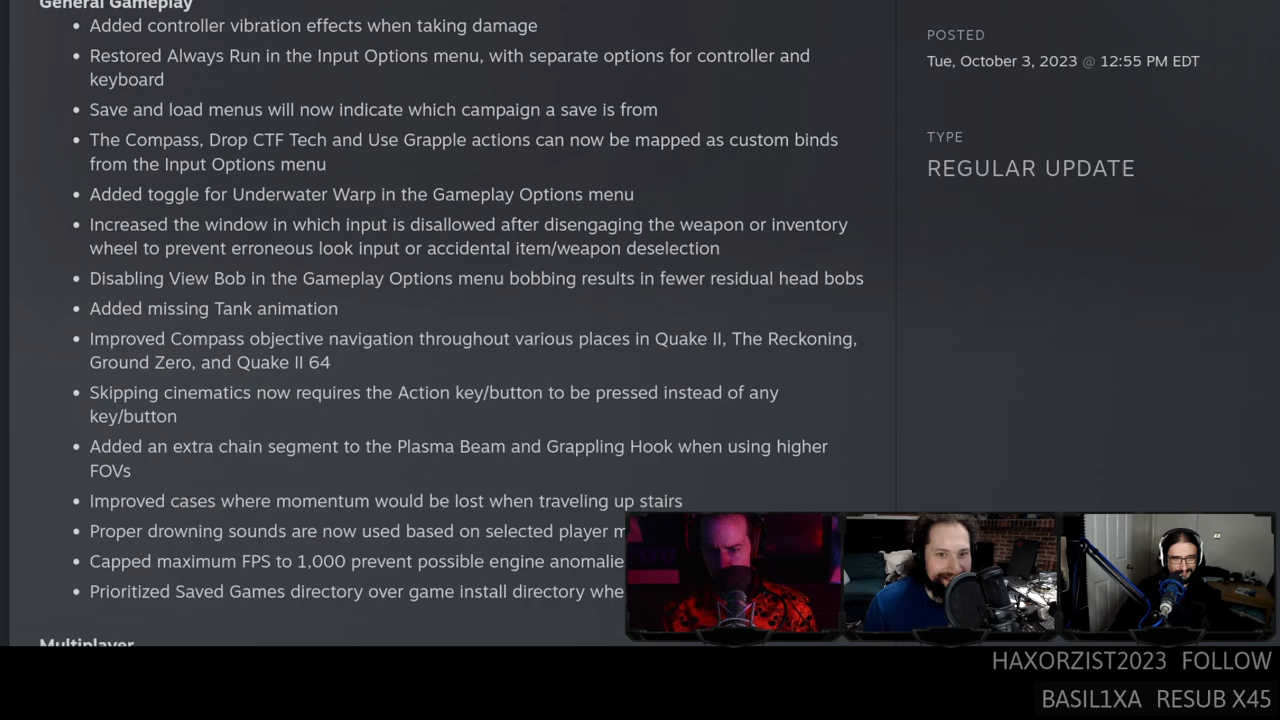 General Gameplay
Added controller vibration effects when taking damage
Restored Always Run in the Input Options menu, with separate options for controller and
keyboard
Save and load menus will now indicate which campaign a save is from
The Compass, Drop CTF Tech and Use Grapple actions can now be mapped as custom binds
from the Input Options menu
Added toggle for Underwater Warp in the Gameplay Options menu
Increased the window in which input is disallowed after disengaging the weapon or inventory
wheel to prevent erroneous look input or accidental item/weapon deselection
Disabling View Bob in the Gameplay Options menu bobbing results in fewer residual head bobs
Added missing Tank animation
Improved Compass objective navigation throughout various places in Quake II, The Reckoning,
Ground Zero, and Quake II 64
Skipping cinematics now requires the Action key/button to be pressed instead of any
key/button
Added an extra chain segment to the Plasma Beam and Grappling Hook when using higher
FOVs
Improved cases where momentum would be lost when traveling up stairs
Proper drowning sounds are now used based on selected player
Capped maximum FPS to 1,000 prevent possible engine
Prioritized Saved Games directory over game install directory
Multiplayer
POSTED
Tue, October 3, 2023 @ 12:55 PM EDT
TYPE
REGULAR UPDATE
HAXORZIST2023 FOLLOW
BASIL1XA RESUB X45